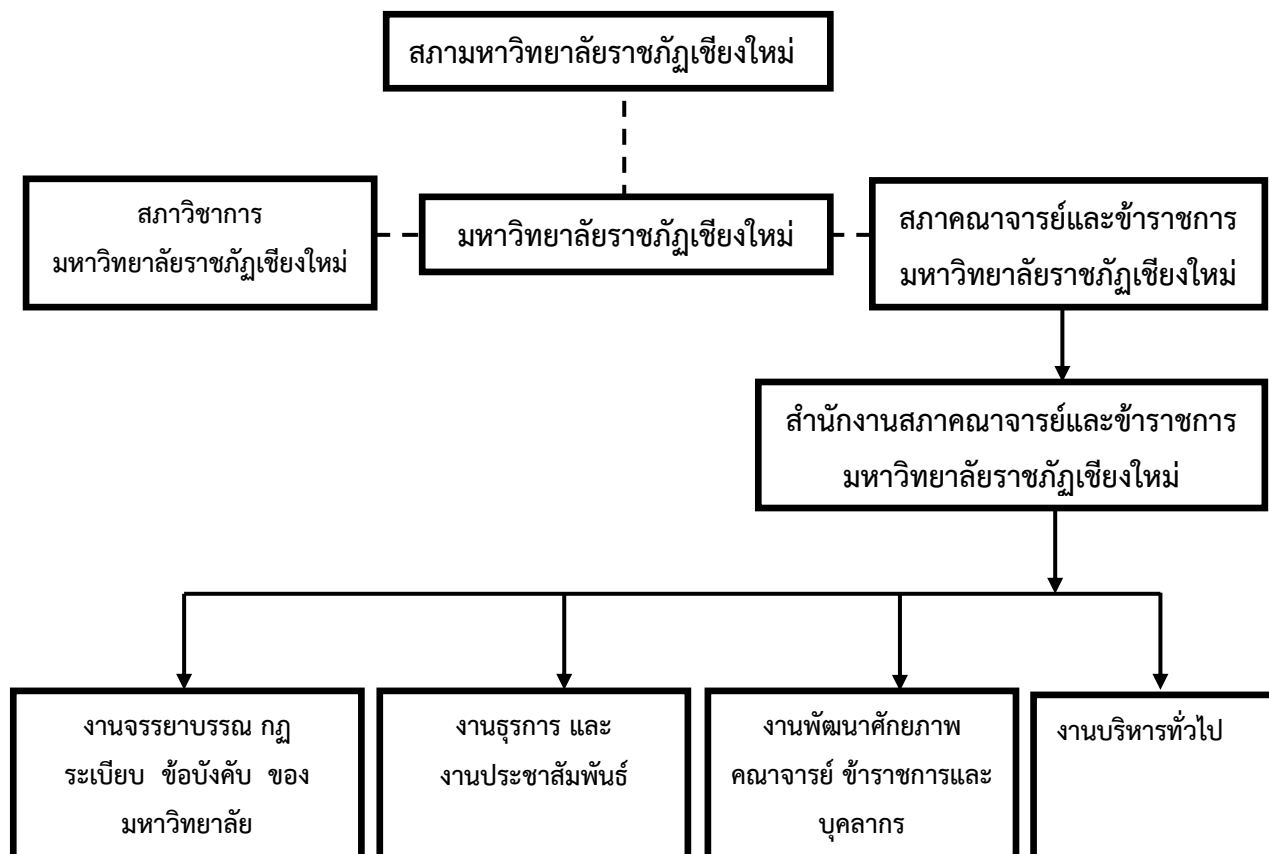 สภามหาวิทยาลัยราชภัฏเชียงใหม่
สภาวิชาการ
มหาวิทยาลัยราชภัฏเชียงใหม่
มหาวิทยาลัยราชภัฏเชียงใหม่
สภาคณาจารย์และข้าราชการ
มหาวิทยาลัยราชภัฏเชียงใหม่
สำนักงานสภาคณาจารย์และข้าราชการ
มหาวิทยาลัยราชภัฏเชียงใหม่
งานจรรยาบรรณ กฎ
ระเบียบ ข้อบังคับ ของ
มหาวิทยาลัย
งานธุรการ และ
งานประชาสัมพันธ์
งานพัฒนาศักยภาพ
คณาจารย์ ข้าราชการและ
บุคลากร
งานบริหารทั่วไป